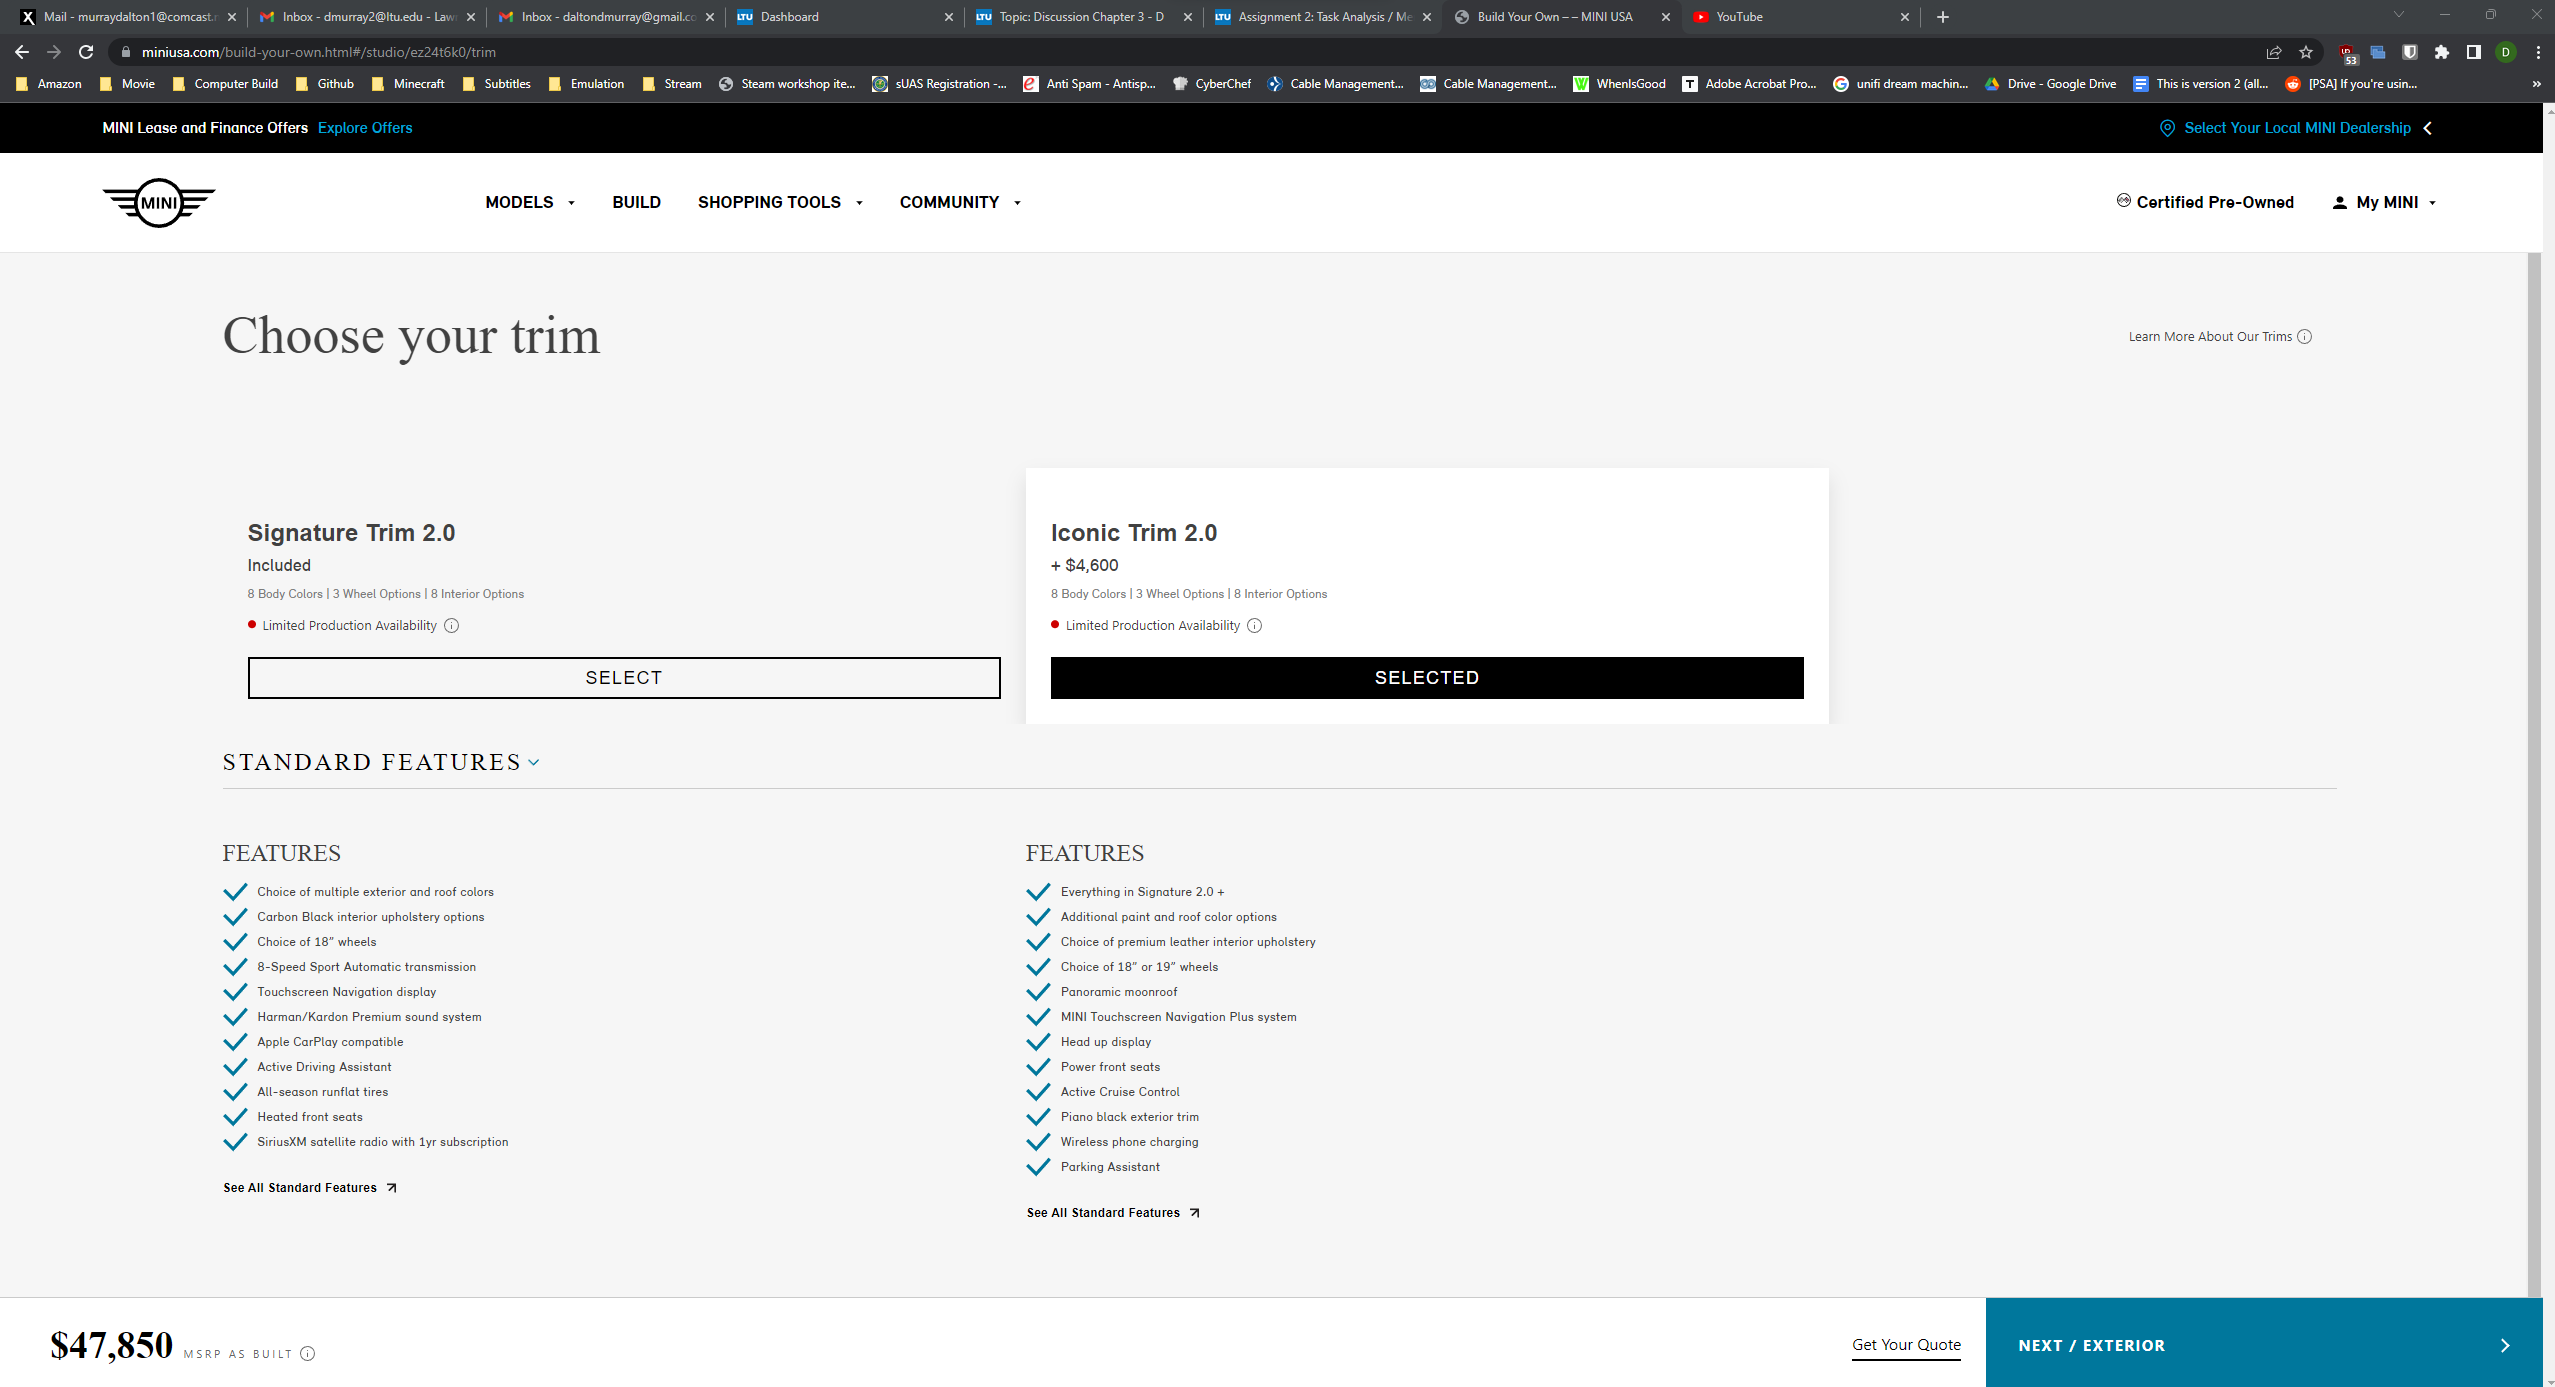 Mail - murraydalton1@comcast.n
Inbox - dmurray2@ltu.edu - Law
Inbox - daltondmurray@gmail.co
LTU Dashboard
LTU Topic: Discussion Chapter 3 - D
LTU Assignment 2: Task Analysis / Me
Build Your Own – – MINI USA
YouTube
miniusa.com/build-your-own.html#/studio/ez24t6k0/trim
53
D
Amazon
Movie
Computer Build
Github
Minecraft
Subtitles
Emulation
Stream
Steam workshop ite...
sUAS Registration -...
Anti Spam - Antisp...
CyberChef
Cable Management...
Cable Management...
WhenIsGood
Adobe Acrobat Pro...
unifi dream machin...
Drive - Google Drive
This is version 2 (all...
[PSA] If you're usin...
»
MINI Lease and Finance Offers Explore Offers
Select Your Local MINI Dealership
MINI
MODELS
BUILD
SHOPPING TOOLS
COMMUNITY
Certified Pre-Owned
My MINI
Choose your trim
Learn More About Our Trims
Signature Trim 2.0
Included
8 Body Colors | 3 Wheel Options | 8 Interior Options
Limited Production Availability
SELECT
Iconic Trim 2.0
+ $4,600
8 Body Colors | 3 Wheel Options | 8 Interior Options
Limited Production Availability
SELECTED
STANDARD FEATURES
FEATURES
Choice of multiple exterior and roof colors
Carbon Black interior upholstery options
Choice of 18" wheels
8-Speed Sport Automatic transmission
Touchscreen Navigation display
Harman/Kardon Premium sound system
Apple CarPlay compatible
Active Driving Assistant
All-season runflat tires
Heated front seats
SiriusXM satellite radio with 1yr subscription
See All Standard Features
FEATURES
Everything in Signature 2.0 +
Additional paint and roof color options
Choice of premium leather interior upholstery
Choice of 18" or 19" wheels
Panoramic moonroof
MINI Touchscreen Navigation Plus system
Head up display
Power front seats
Active Cruise Control
Piano black exterior trim
Wireless phone charging
Parking Assistant
See All Standard Features
$47,850 MSRP AS BUILT
Get Your Quote
NEXT / EXTERIOR